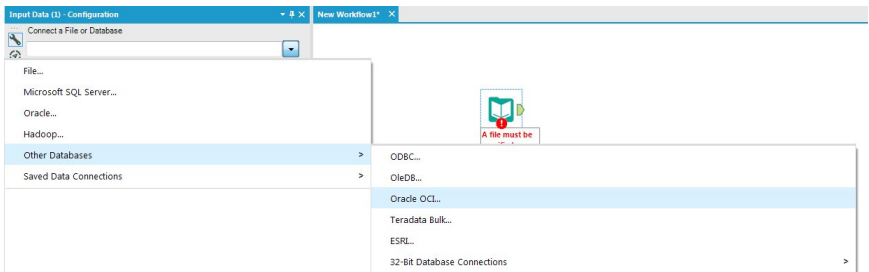 Input Data (1) - Configuration
New Workflow1*
Connect a File or Database
File...
Microsoft SQL Server...
Oracle...
Hadoop...
Other Databases
Saved Data Connections
A file must be
ODBC...
OleDB...
Oracle OCI...
Teradata Bulk...
ESRI...
32-Bit Database Connections